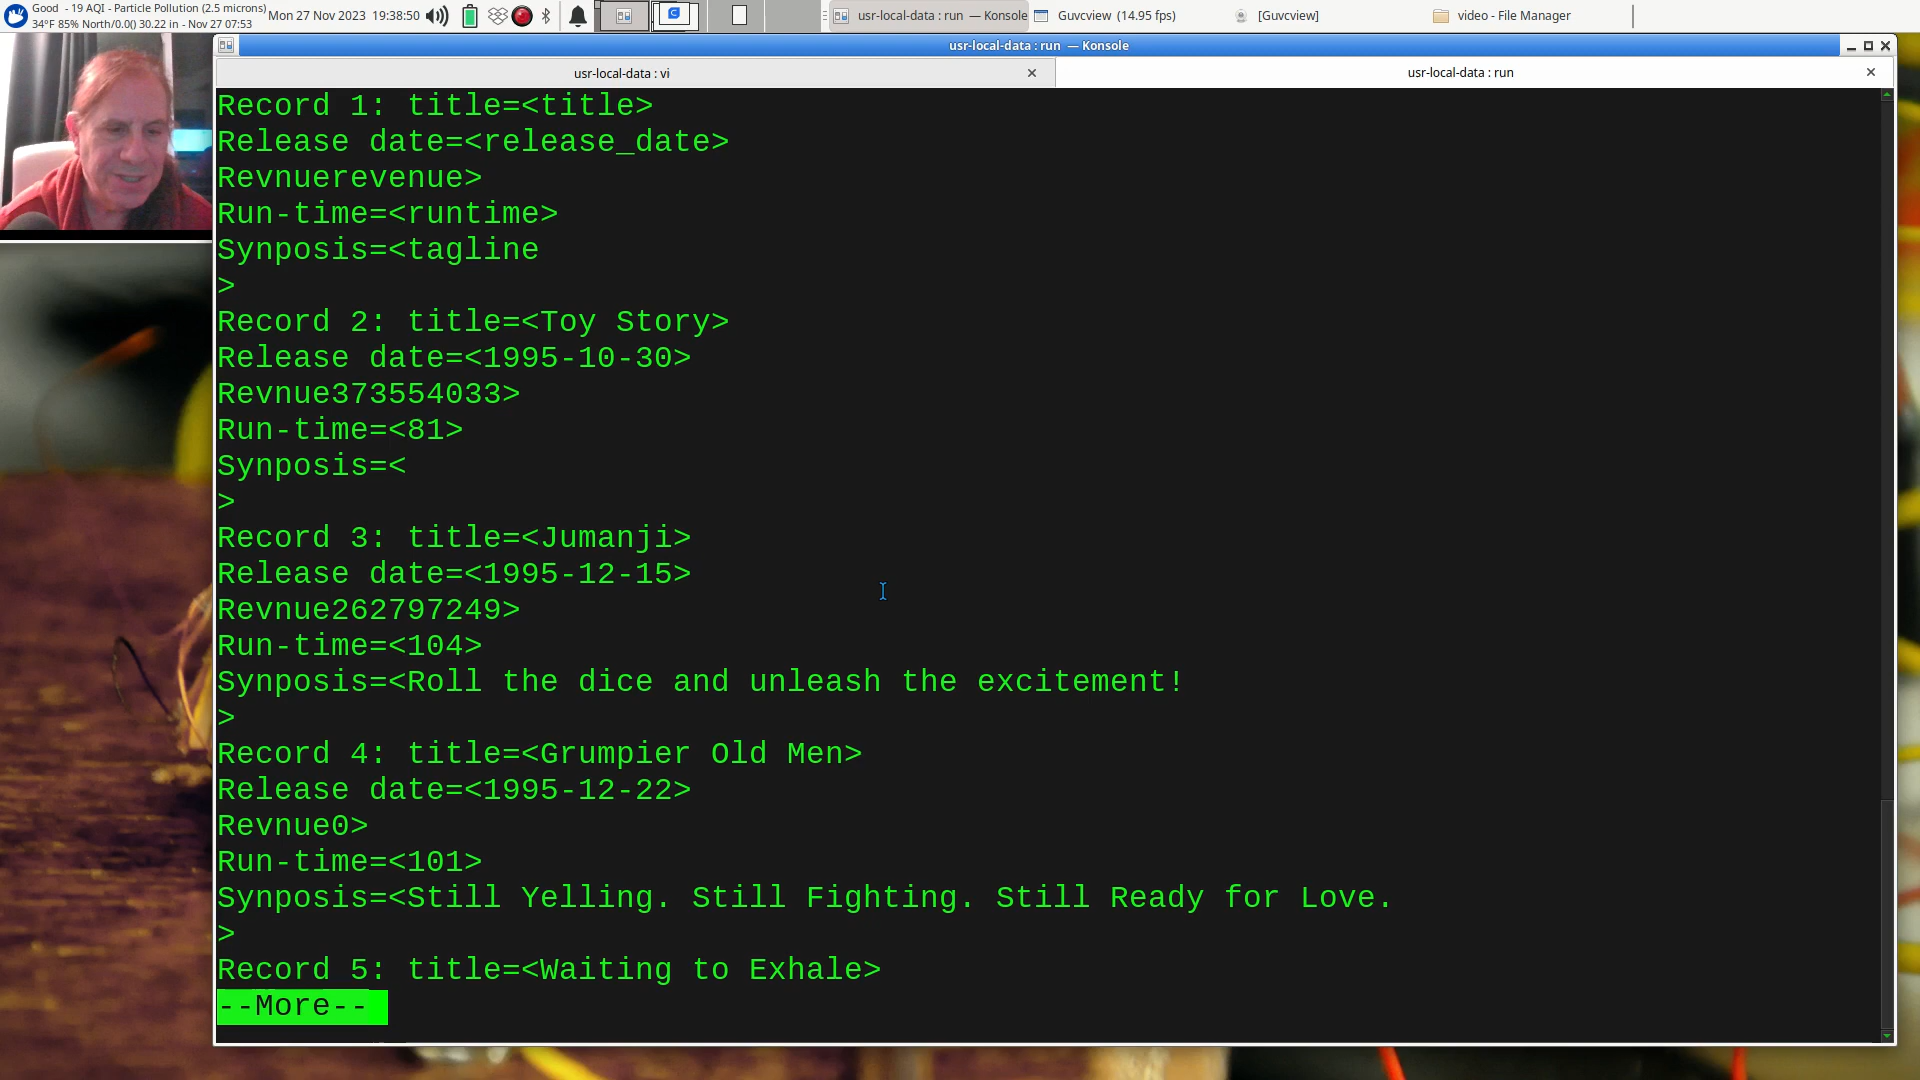 Good - 19 AQI - Particle Pollution (2.5 microns)
34°F 85% North/0.0() 30.22 in - Nov 27 07:53
Mon 27 Nov 2023 19:38:50
usr-local-data : run — Konsole
Guvcview (14.95 fps)
[Guvcview]
video - File Manager
usr-local-data : run — Konsole
usr-local-data : vi
usr-local-data : run
Record 1: title=<title>
Release date=<release_date>
Revnuerevenue>
Run-time=<runtime>
Synposis=<tagline
>
Record 2: title=<Toy Story>
Release date=<1995-10-30>
Revnue373554033>
Run-time=<81>
Synposis=<
>
Record 3: title=<Jumanji>
Release date=<1995-12-15>
Revnue262797249>
Run-time=<104>
Synposis=<Roll the dice and unleash the excitement!
>
Record 4: title=<Grumpier Old Men>
Release date=<1995-12-22>
Revnue0>
Run-time=<101>
Synposis=<Still Yelling. Still Fighting. Still Ready for Love.
>
Record 5: title=<Waiting to Exhale>
--More--